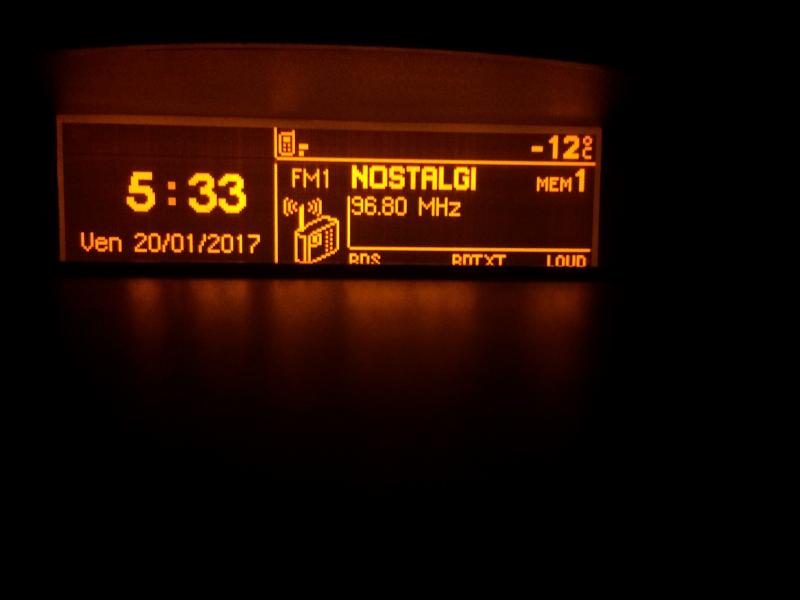 -12°C
5:33
Ven 20/01/2017
FM1 NOSTALGI MEM1
96.80 MHz
RDS RDTXT LOUD